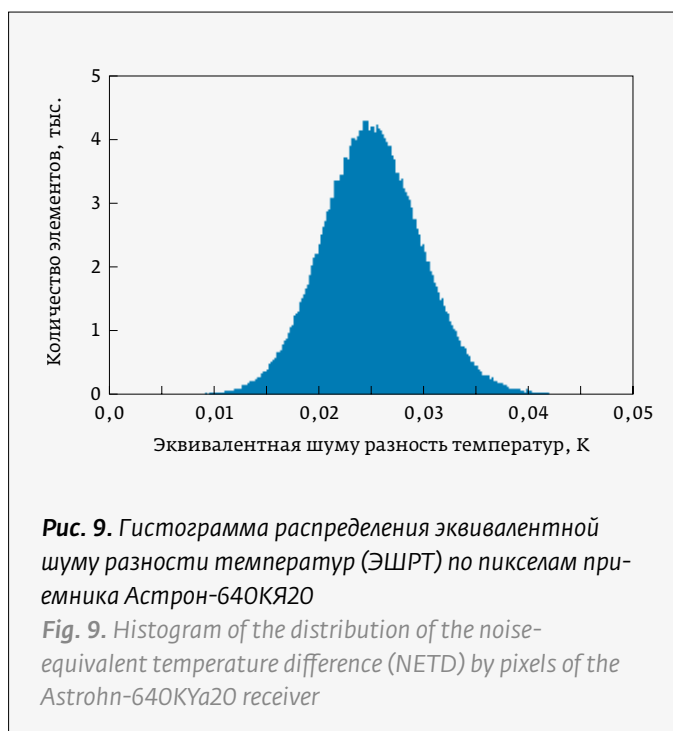 5
4
3
2
1
0
Количество элементов, тыс.
0,0 0,01 0,02 0,03 0,04 0,05
Эквивалентная шуму разность температур, К
Рис. 9. Гистограмма распределения эквивалентной
шуму разности температур (ЭШРТ) по пикселам при-
емника Астрон-640КЯ20
Fig. 9. Histogram of the distribution of the noise-
equivalent temperature difference (NETD) by pixels of the
Astrohn-640KYa20 receiver